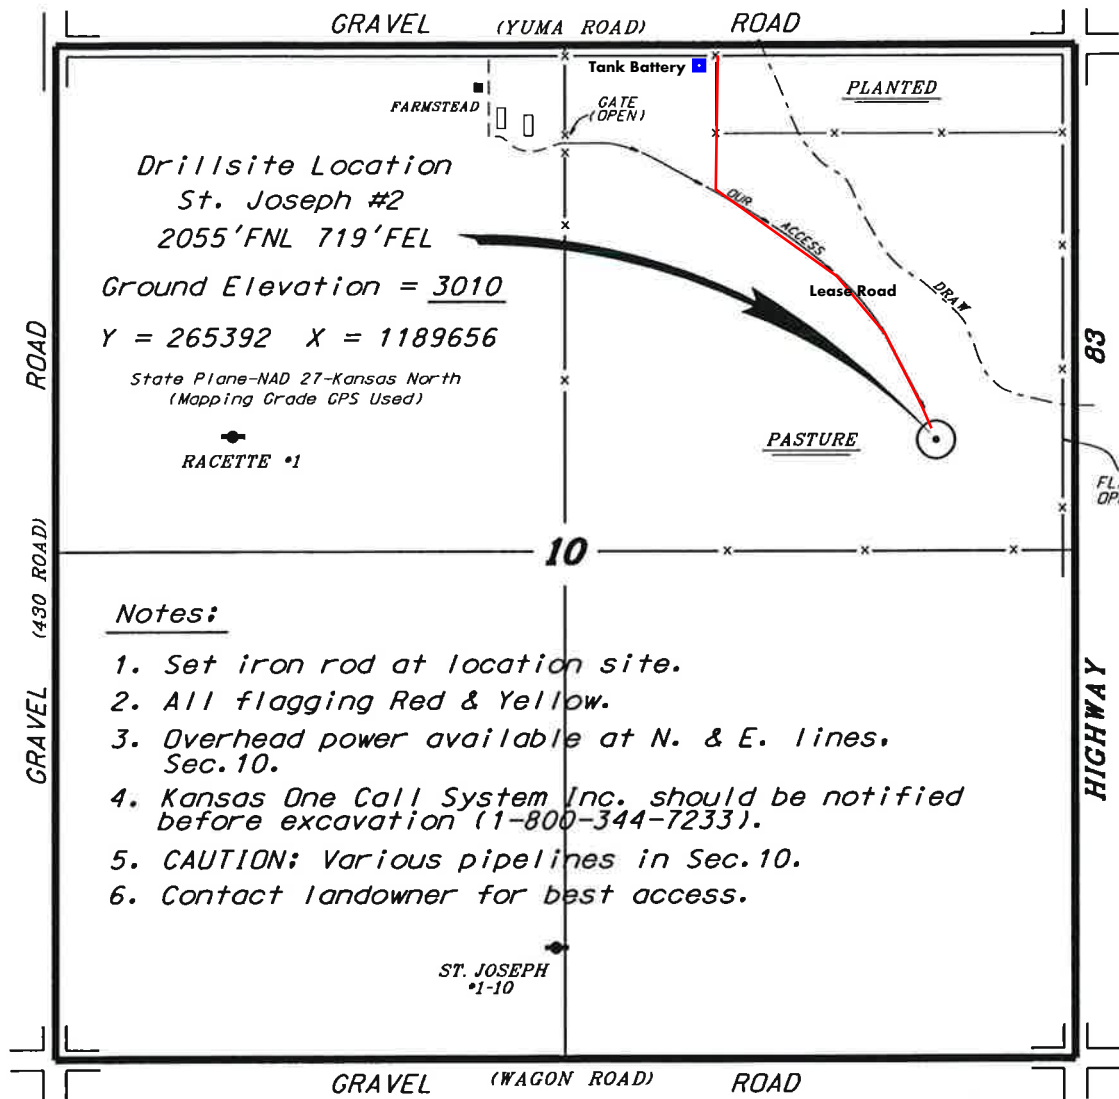 GRAVEL (YUMA ROAD) ROAD
Tank Battery
PLANTED
FARMSTEAD
GATE
(OPEN)
Drillsite Location
St. Joseph #2
2055'FNL 719'FEL
OUR ACCESS
Ground Elevation = 3010
Lease Road
DRAW
Y = 265392 X = 1189656
State Plane-NAD 27-Kansas North
(Mapping Grade GPS Used)
RACETTE #1
PASTURE
10
GRAVEL (430 ROAD) ROAD
HIGHWAY 83
Notes:
1. Set iron rod at location site.
2. All flagging Red & Yellow.
3. Overhead power available at N. & E. lines.
Sec.10.
4. Kansas One Call System Inc. should be notified
before excavation (1-800-344-7233).
5. CAUTION: Various pipelines in Sec.10.
6. Contact landowner for best access.
ST. JOSEPH
#1-10
GRAVEL (WAGON ROAD) ROAD